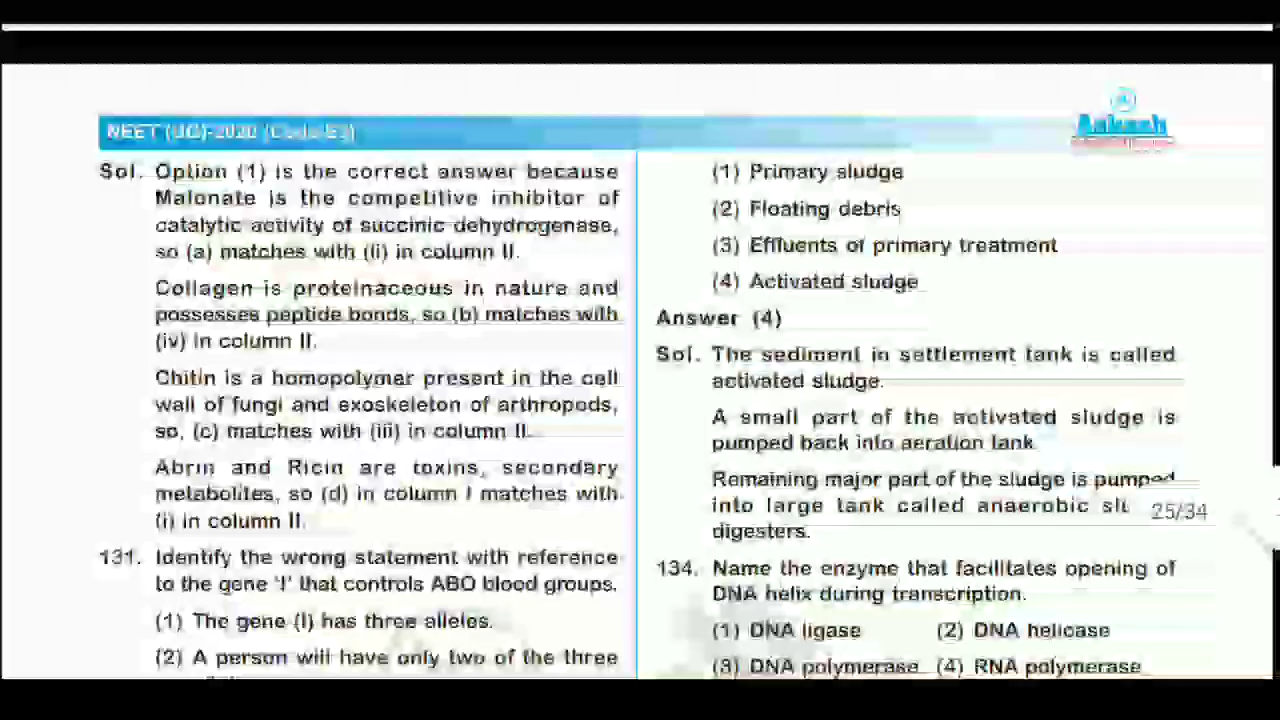 NEET (UG)-2020 (Code-E3)
Aakash
Sol. Option (1) is the correct answer because
Malonate is the competitive inhibitor of
catalytic activity of succinic dehydrogenase,
so (a) matches with (ii) in column II.
Collagen is proteinaceous in nature and
possesses peptide bonds, so (b) matches with
(iv) in column II.
Chitin is a homopolymer present in the cell
wall of fungi and exoskeleton of arthropods,
so, (c) matches with (iii) in column II.
Abrin and Ricin are toxins, secondary
metabolites, so (d) in column I matches with
(i) in column II.
131. Identify the wrong statement with reference
to the gene 'I' that controls ABO blood groups.
(1) The gene (I) has three alleles.
(2) A person will have only two of the three
(1) Primary sludge
(2) Floating debris
(3) Effluents of primary treatment
(4) Activated sludge
Answer (4)
Sol. The sediment in settlement tank is called
activated sludge.
A small part of the activated sludge is
pumped back into aeration tank
Remaining major part of the sludge is pumped
into large tank called anaerobic slu
25/34
digesters.
134. Name the enzyme that facilitates opening of
DNA helix during transcription.
(1) DNA ligase (2) DNA helicase
(3) DNA polymerase (4) RNA polymerase